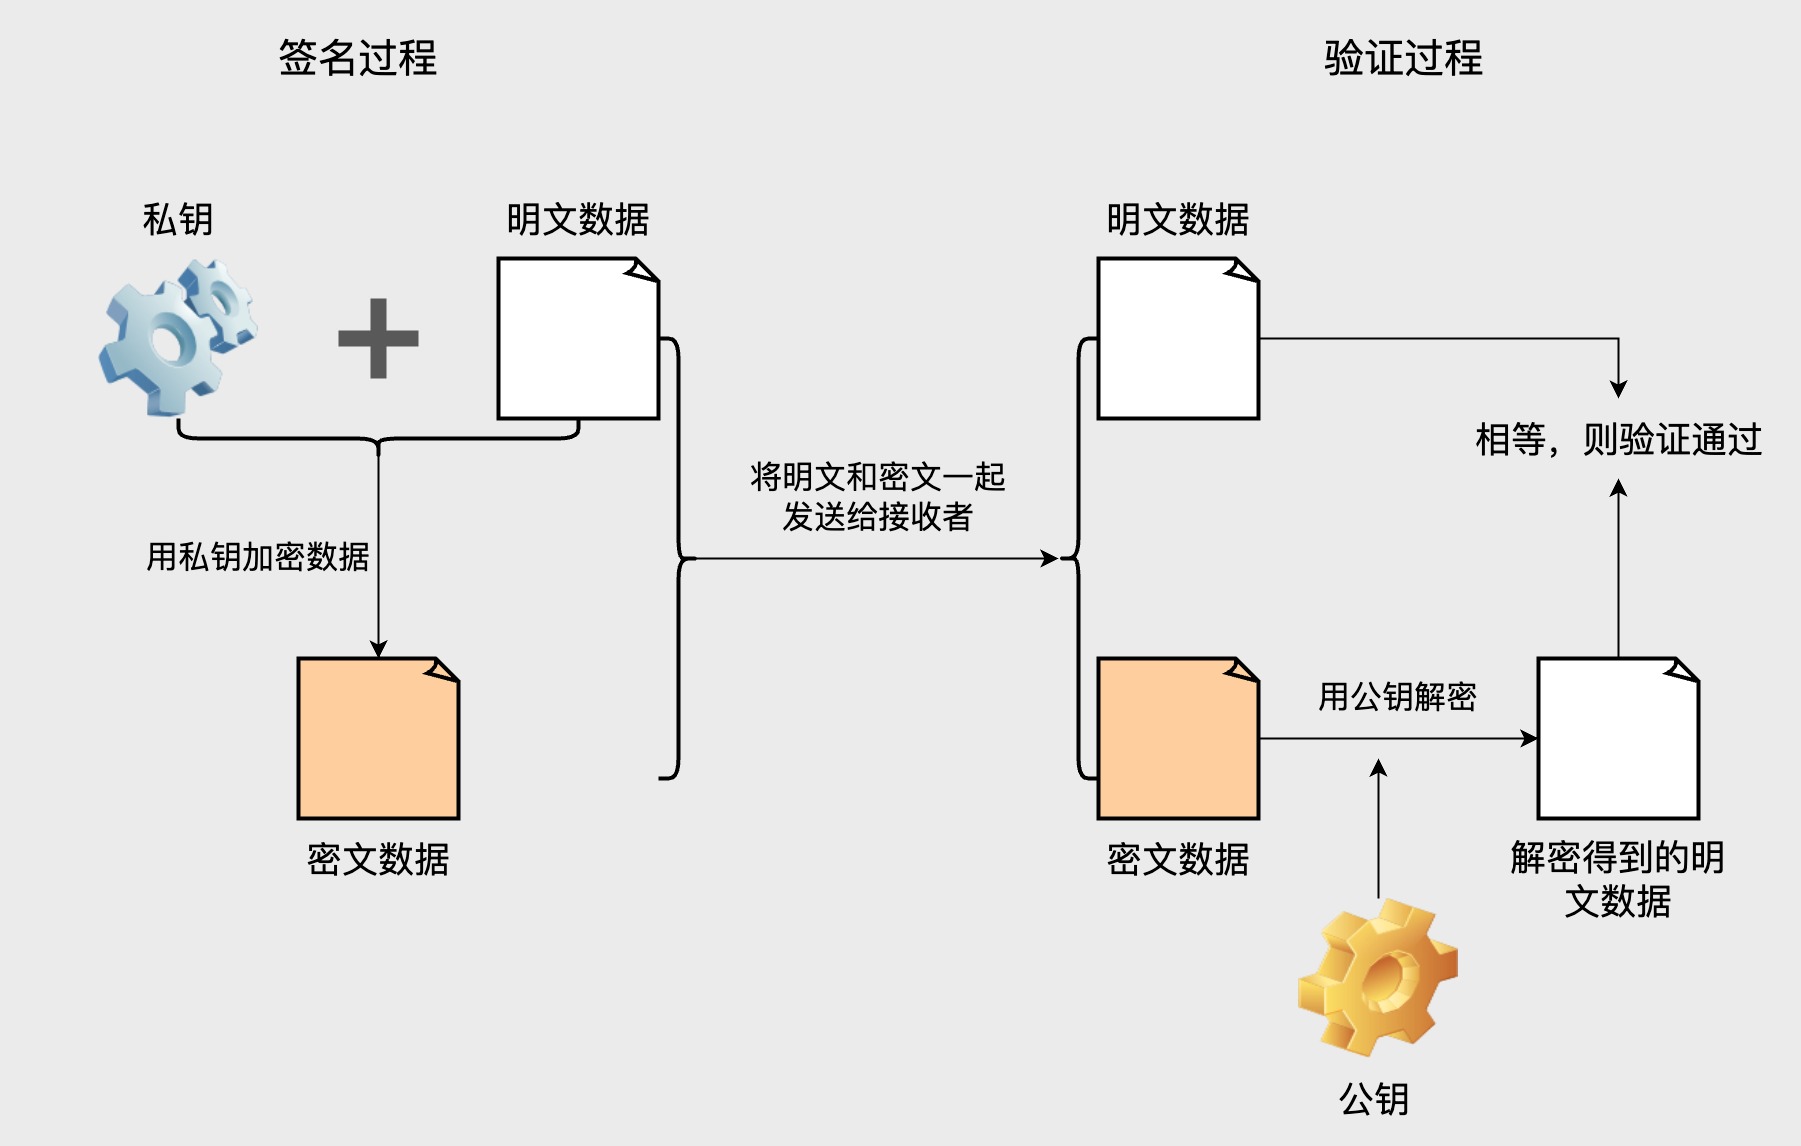 签名过程
验证过程
私钥
明文数据
明文数据
相等，则验证通过
将明文和密文一起
发送给接收者
用私钥加密数据
用公钥解密
密文数据
密文数据
解密得到的明
文数据
公钥